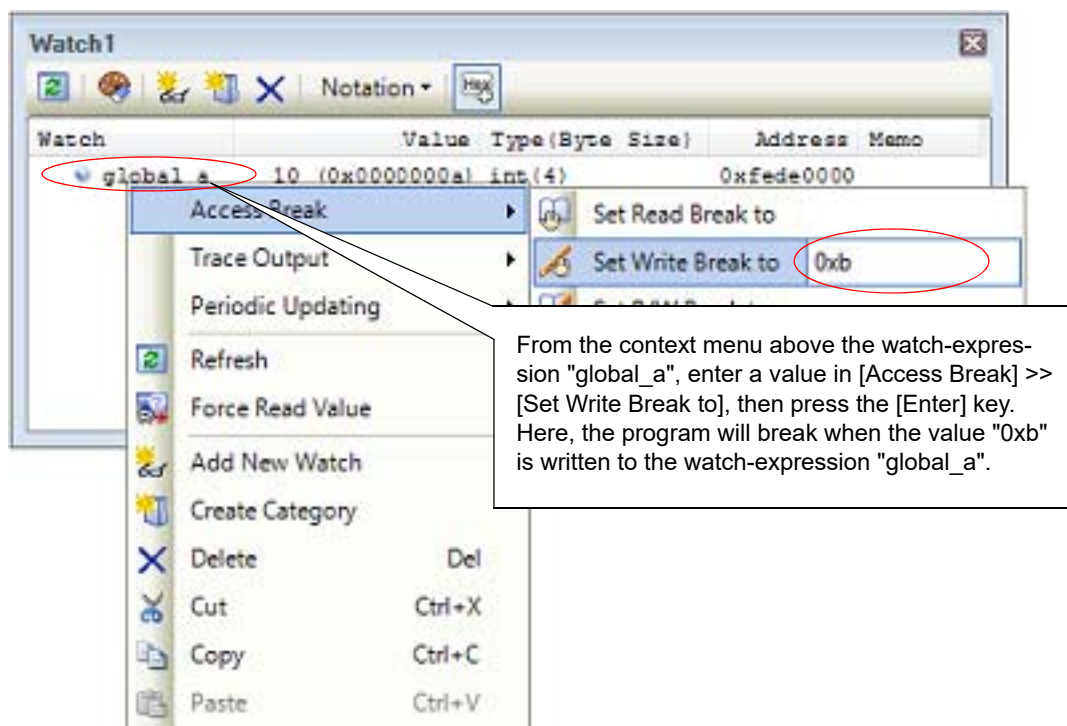 Watch1
Notation
Hex
Watch Value Type(Byte Size) Address Memo
global_a 10 (0x0000000a) int(4) 0xfede0000
Access Break
Set Read Break to
Trace Output
Set Write Break to 0xb
Periodic Updating
From the context menu above the watch-expres-
sion "global_a", enter a value in [Access Break] >>
[Set Write Break to], then press the [Enter] key.
Here, the program will break when the value "0xb"
is written to the watch-expression "global_a".
Refresh
Force Read Value
Add New Watch
Create Category
Delete Del
Cut Ctrl+X
Copy Ctrl+C
Paste Ctrl+V